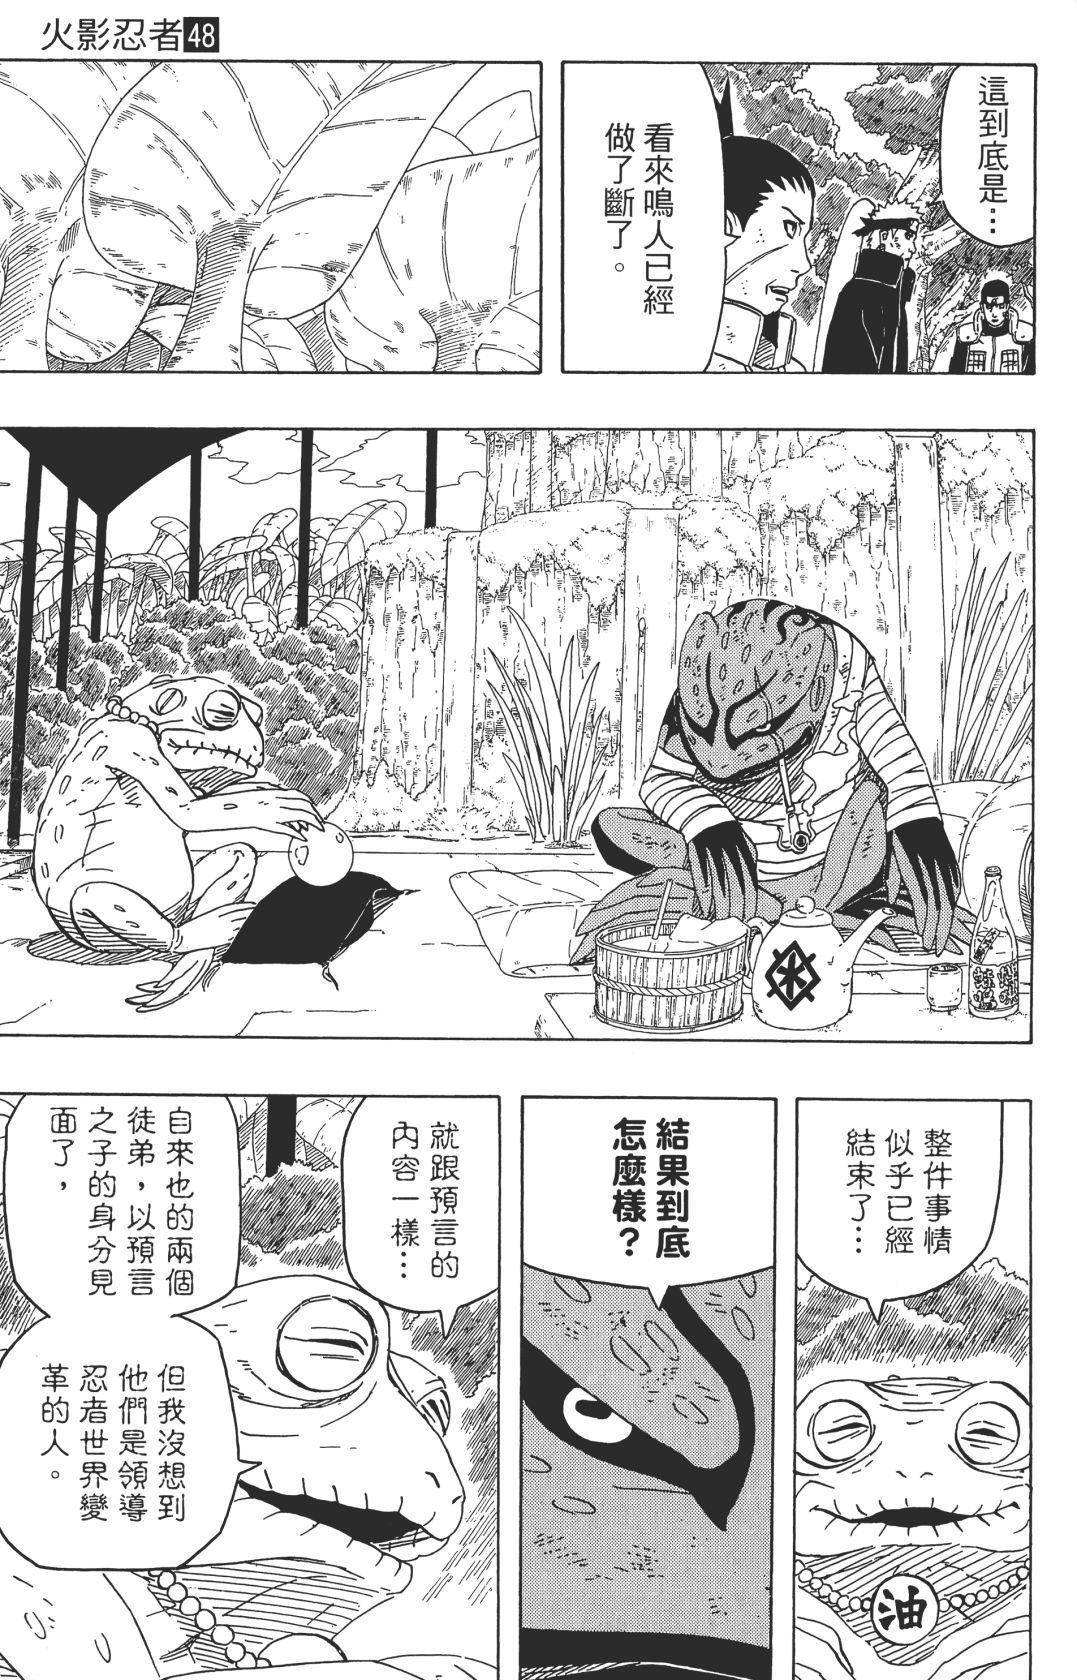 火影忍者48
這到底是…
看來鳴人已經
做了斷了。
整件事情
似乎已經
結束了…
油
結果到底
怎麼樣？
就跟預言的
內容一樣…
自來也的兩個
徒弟，以預言
之子的身分見
面了，
但我沒想到
他們是領導
忍者世界變
革的人。